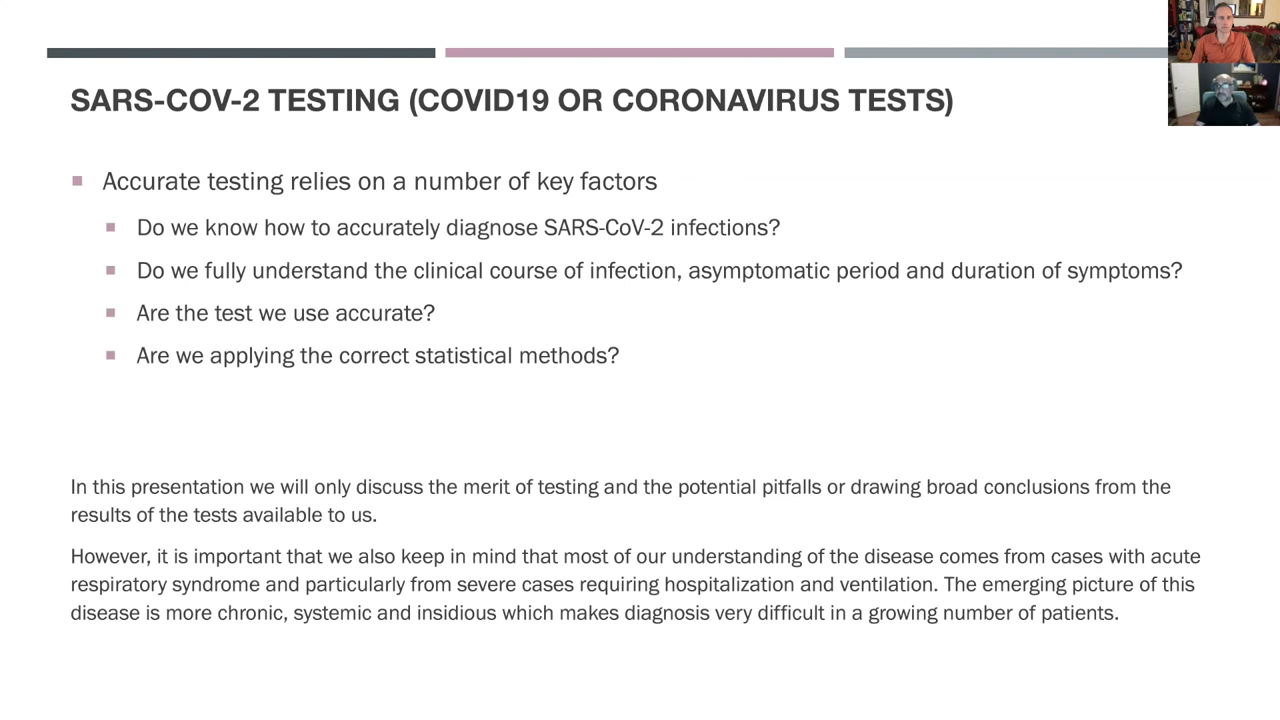 SARS-COV-2 TESTING (COVID19 OR CORONAVIRUS TESTS)
Accurate testing relies on a number of key factors
Do we know how to accurately diagnose SARS-CoV-2 infections?
Do we fully understand the clinical course of infection, asymptomatic period and duration of symptoms?
Are the test we use accurate?
Are we applying the correct statistical methods?
In this presentation we will only discuss the merit of testing and the potential pitfalls or drawing broad conclusions from the
results of the tests available to us.
However, it is important that we also keep in mind that most of our understanding of the disease comes from cases with acute
respiratory syndrome and particularly from severe cases requiring hospitalization and ventilation. The emerging picture of this
disease is more chronic, systemic and insidious which makes diagnosis very difficult in a growing number of patients.